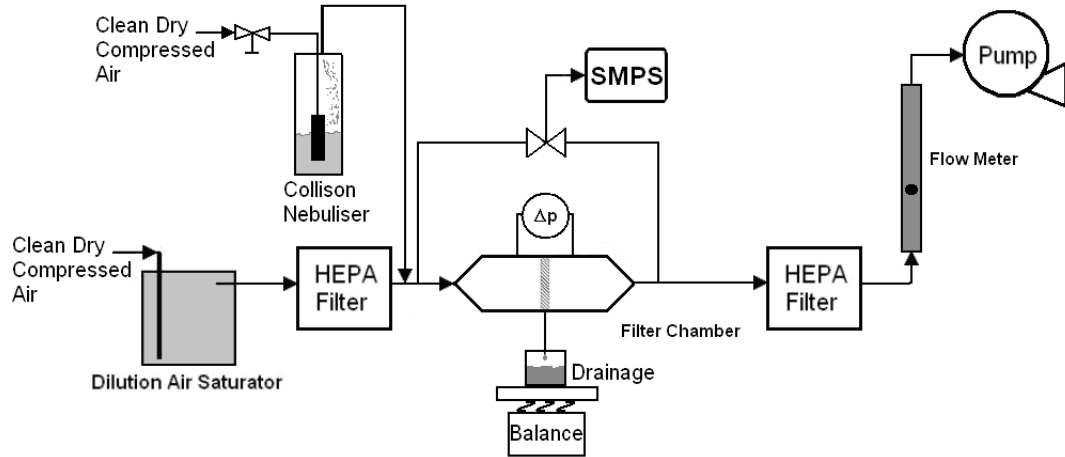 Clean Dry
Compressed
Air
SMPS
Pump
Flow Meter
Collison
Nebuliser
Δp
Clean Dry
Compressed
Air
HEPA
Filter
HEPA
Filter
Filter Chamber
Dilution Air Saturator
Drainage
Balance